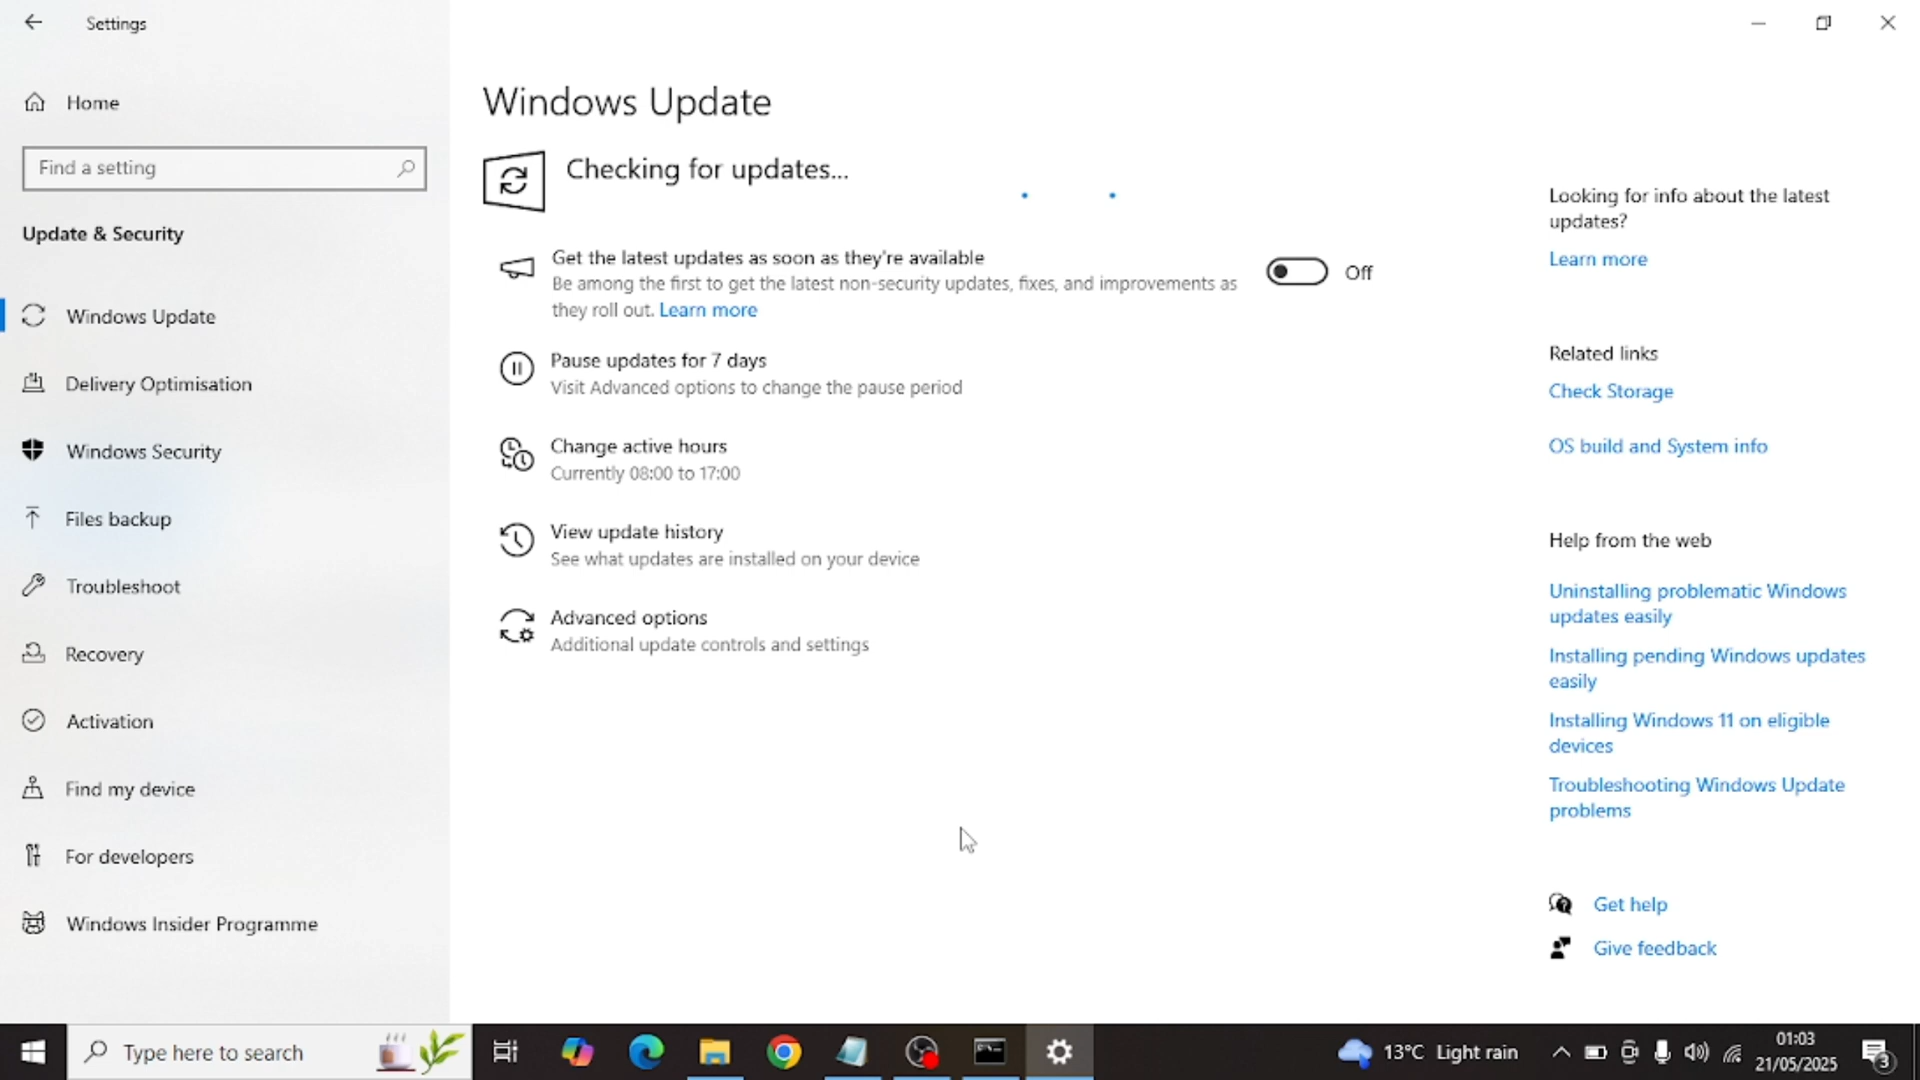 Settings
Home
Find a setting
Update & Security
Windows Update
Delivery Optimisation
Windows Security
Files backup
Troubleshoot
Recovery
Activation
Find my device
For developers
Windows Insider Programme
Windows Update
Checking for updates...
Get the latest updates as soon as they're available
Be among the first to get the latest non-security updates, fixes, and improvements as
they roll out. Learn more
Off
Pause updates for 7 days
Visit Advanced options to change the pause period
Change active hours
Currently 08:00 to 17:00
View update history
See what updates are installed on your device
Advanced options
Additional update controls and settings
Looking for info about the latest
updates?
Learn more
Related links
Check Storage
OS build and System info
Help from the web
Uninstalling problematic Windows
updates easily
Installing pending Windows updates
easily
Installing Windows 11 on eligible
devices
Troubleshooting Windows Update
problems
Get help
Give feedback
Type here to search
13°C Light rain
01:03
21/05/2025
3